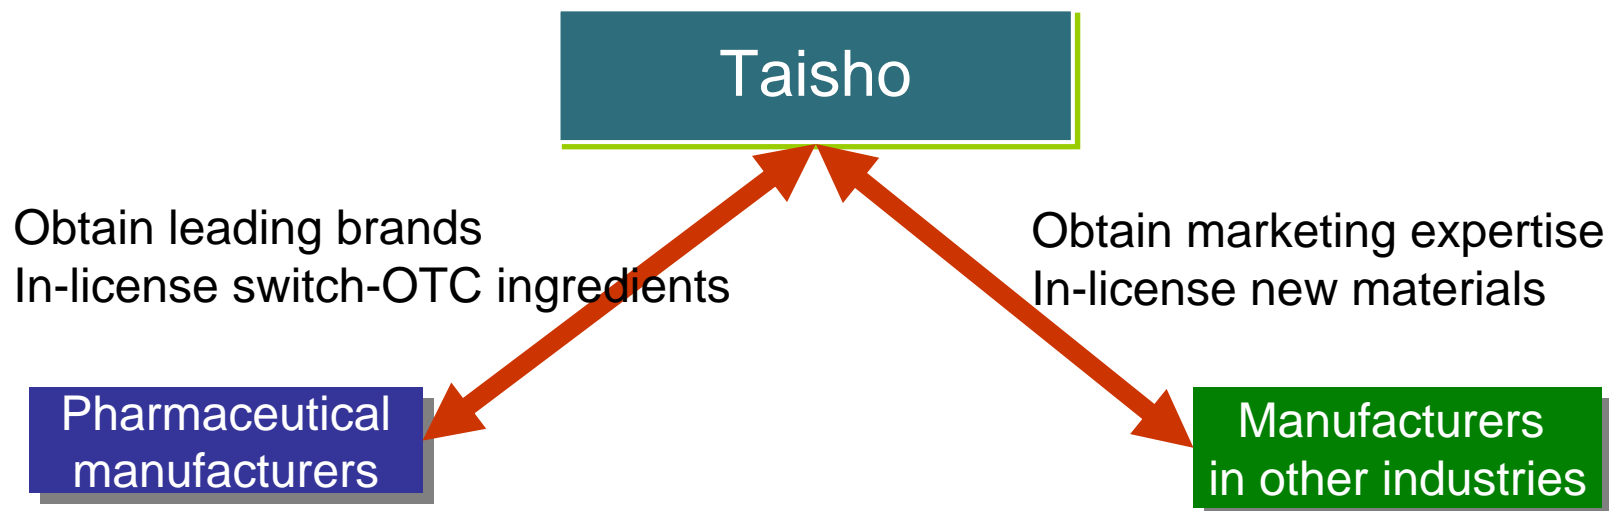 Taisho
Obtain leading brands
In-license switch-OTC ingredients
Obtain marketing expertise
In-license new materials
Pharmaceutical
manufacturers
Manufacturers
in other industries